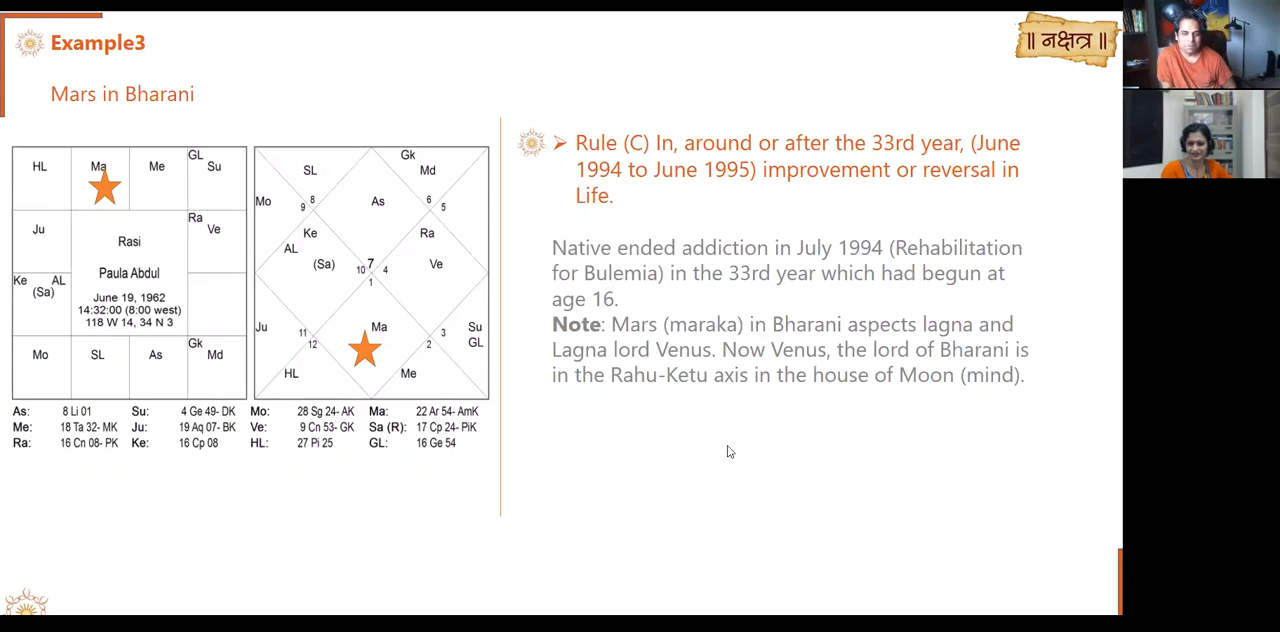 Example3
॥ नक्षत्र ॥
Mars in Bharani
HL
Ma
Me
GL
Su
Ju
Rasi
Paula Abdul
June 19, 1962
14:32:00 (8:00 west)
118 W 14, 34 N 3
Ra
Ve
Ke
AL
(Sa)
Mo
SL
As
Gk
Md
SL
Gk
Md
Mo
9
8
As
6
5
Ke
AL
(Sa)
Ra
Ve
10
7
4
1
Ju
11
12
Ma
3
2
Su
GL
HL
Me
As: 8 Li 01 Su: 4 Ge 49- DK Mo: 28 Sg 24- AK Ma: 22 Ar 54- AmK
Me: 18 Ta 32- MK Ju: 19 Aq 07- BK Ve: 9 Cn 53- GK Sa (R): 17 Cp 24- PiK
Ra: 16 Cn 08- PK Ke: 16 Cp 08 HL: 27 Pi 25 GL: 16 Ge 54
➢ Rule (C) In, around or after the 33rd year, (June
1994 to June 1995) improvement or reversal in
Life.
Native ended addiction in July 1994 (Rehabilitation
for Bulemia) in the 33rd year which had begun at
age 16.
Note: Mars (maraka) in Bharani aspects lagna and
Lagna lord Venus. Now Venus, the lord of Bharani is
in the Rahu-Ketu axis in the house of Moon (mind).